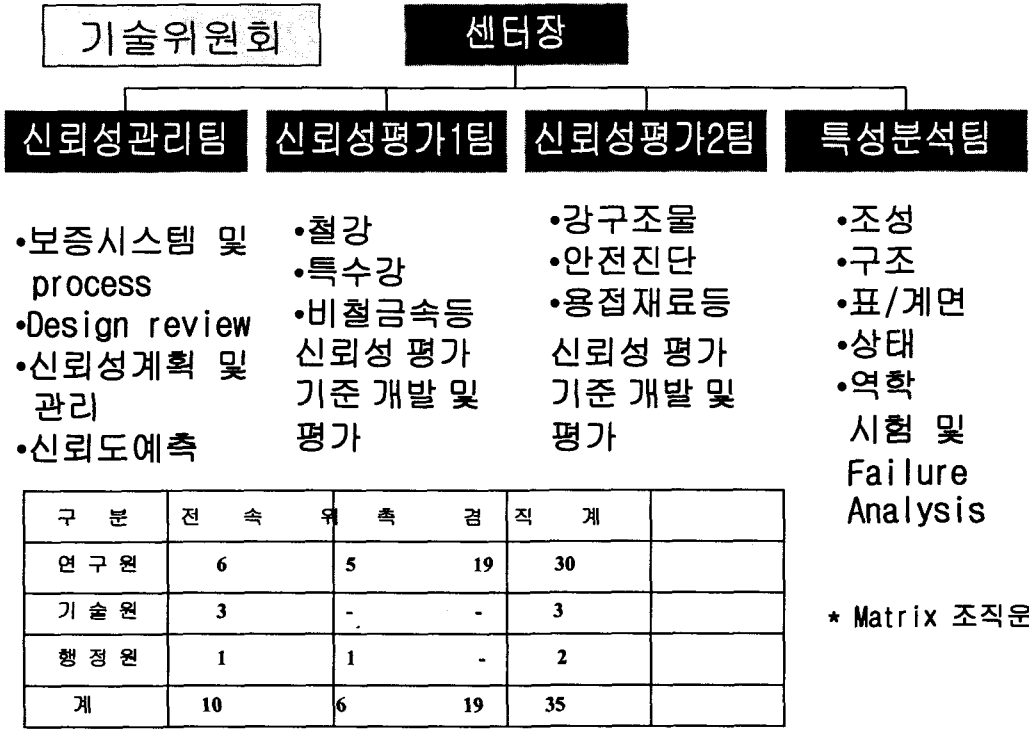 기술위원회
센터장
신뢰성관리팀
신뢰성평가1팀
신뢰성평가2팀
특성분석팀
•보증시스템 및
process
•Design review
•신뢰성계획 및
관리
•신뢰도예측
•철강
•특수강
•비철금속등
신뢰성 평가
기준 개발 및
평가
•강구조물
•안전진단
•용접재료등
신뢰성 평가
기준 개발 및
평가
•조성
•구조
•표/계면
•상태
•역학
시험 및
Failure
Analysis
구 분 전 속 위 촉 겸 직 계
연 구 원 6 5 19 30
기 술 원 3 - - 3
행 정 원 1 1 - 2
계 10 6 19 35
* Matrix 조직운